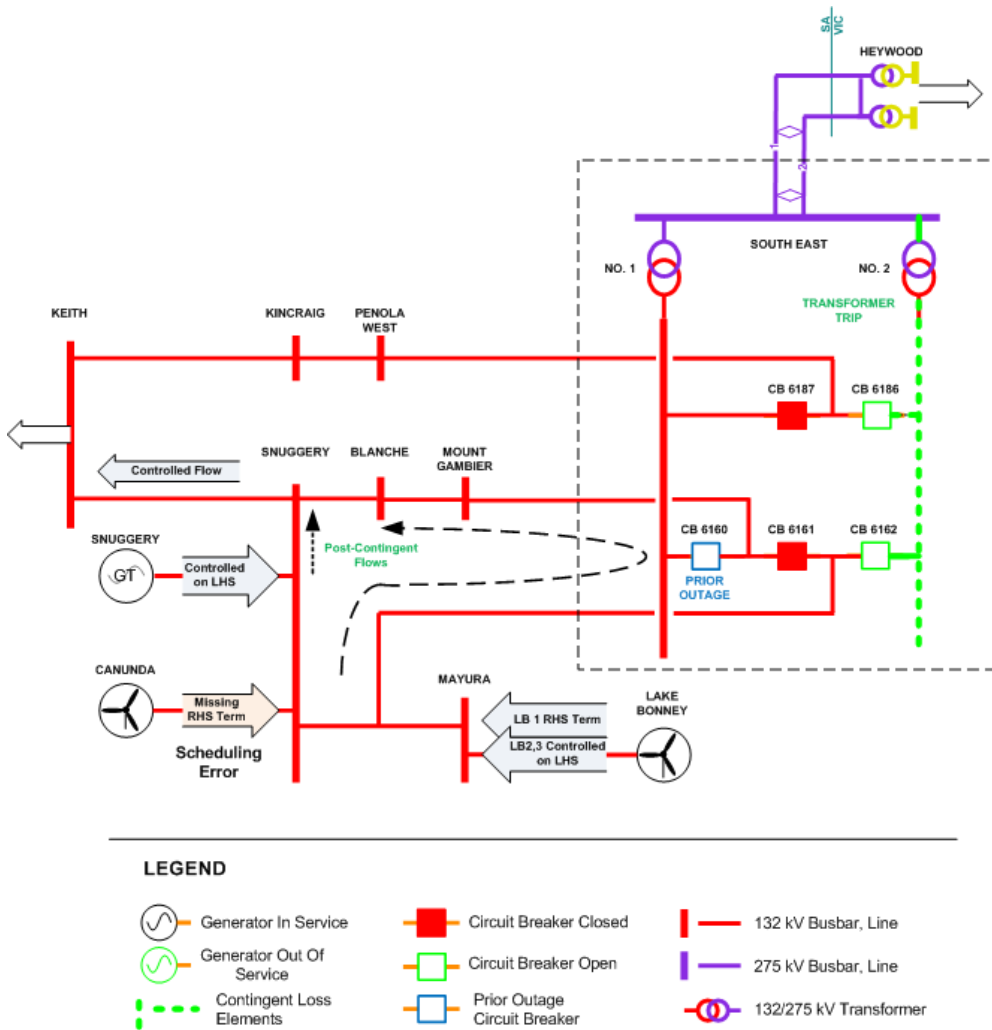 SA
VIC
HEYWOOD
1
2
SOUTH EAST
NO. 1
NO. 2
TRANSFORMER
TRIP
KEITH
KINCRAIG
PENOLA
WEST
CB 6187
CB 6186
SNUGGERY
BLANCHE
MOUNT
GAMBIER
Controlled Flow
CB 6160
CB 6161
CB 6162
PRIOR
OUTAGE
SNUGGERY
GT
Controlled
on LHS
Post-Contingent
Flows
CANUNDA
Missing
RHS Term
Scheduling
Error
MAYURA
LB 1 RHS Term
LB2,3 Controlled
on LHS
LAKE
BONNEY
LEGEND
Generator In Service
Circuit Breaker Closed
132 kV Busbar, Line
Generator Out Of
Service
Circuit Breaker Open
275 kV Busbar, Line
Contingent Loss
Elements
Prior Outage
Circuit Breaker
132/275 kV Transformer